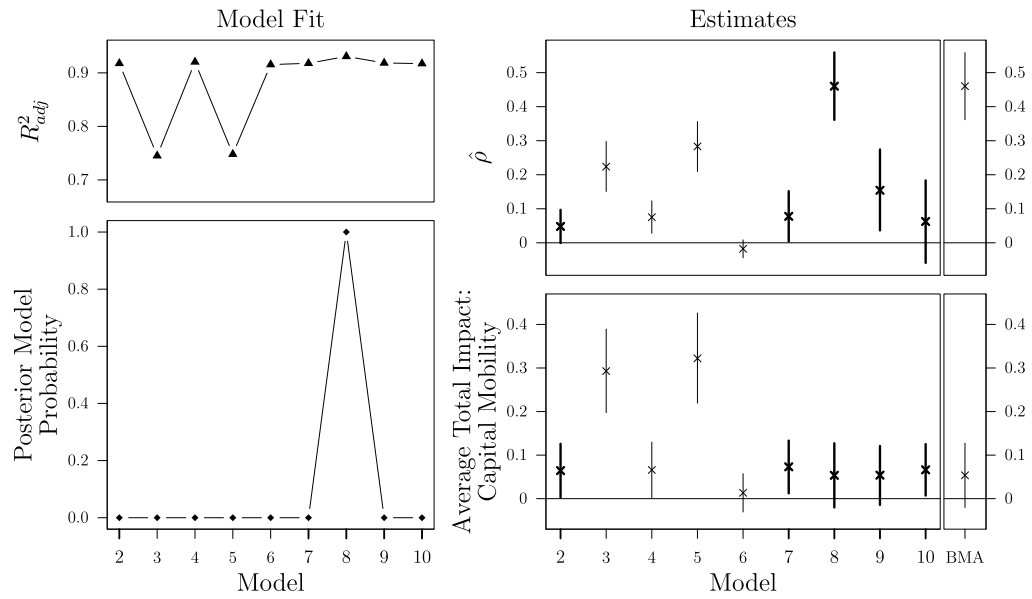 Model Fit
R²adj
0.9
0.8
0.7
Posterior Model
Probability
1.0
0.8
0.6
0.4
0.2
0.0
2 3 4 5 6 7 8 9 10
Model
Estimates
ρ̂
0.5 0.5
0.4 0.4
0.3 0.3
0.2 0.2
0.1 0.1
0 0
Average Total Impact:
Capital Mobility
0.4 0.4
0.3 0.3
0.2 0.2
0.1 0.1
0 0
2 3 4 5 6 7 8 9 10 BMA
Model